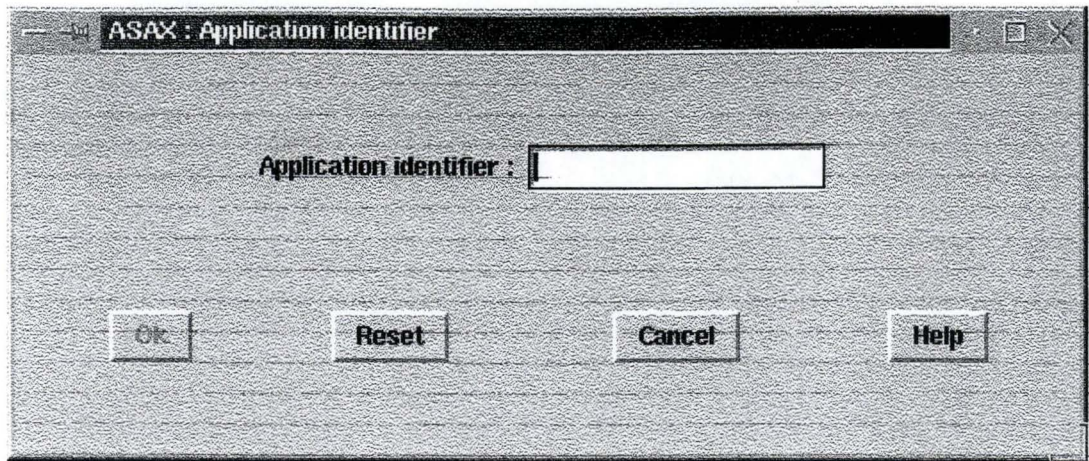 ASAX : Application identifier
Application identifier :
Ok Reset Cancel Help